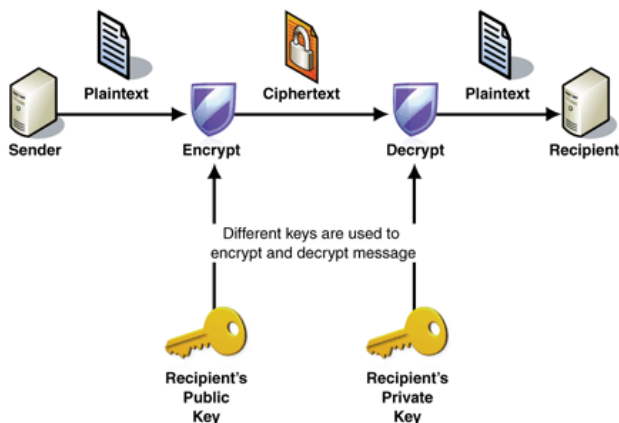 Plaintext
Ciphertext
Plaintext
Sender
Encrypt
Decrypt
Recipient
Different keys are used to
encrypt and decrypt message
Recipient's
Public
Key
Recipient's
Private
Key